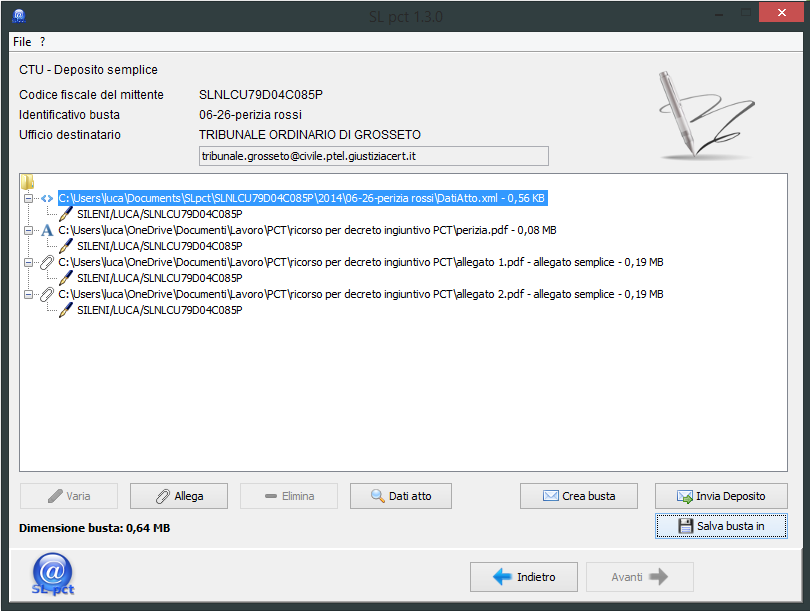 SL pct 1.3.0
File ?
CTU - Deposito semplice
Codice fiscale del mittente SLNLCU79D04C085P
Identificativo busta 06-26-perizia rossi
Ufficio destinatario TRIBUNALE ORDINARIO DI GROSSETO
tribunale.grosseto@civile.ptel.giustiziacert.it
C:\Users\luca\Documents\SLpct\SLNLCU79D04C085P\2014\06-26-perizia rossi\DatiAtto.xml - 0,56 KB
SILENI/LUCA/SLNLCU79D04C085P
C:\Users\luca\OneDrive\Documenti\Lavoro\PCT\ricorso per decreto ingiuntivo PCT\perizia.pdf - 0,08 MB
SILENI/LUCA/SLNLCU79D04C085P
C:\Users\luca\OneDrive\Documenti\Lavoro\PCT\ricorso per decreto ingiuntivo PCT\allegato 1.pdf - allegato semplice - 0,19 MB
SILENI/LUCA/SLNLCU79D04C085P
C:\Users\luca\OneDrive\Documenti\Lavoro\PCT\ricorso per decreto ingiuntivo PCT\allegato 2.pdf - allegato semplice - 0,19 MB
SILENI/LUCA/SLNLCU79D04C085P
Varia Allega Elimina Dati atto Crea busta Invia Deposito
Dimensione busta: 0,64 MB Salva busta in
@ SL pct Indietro Avanti